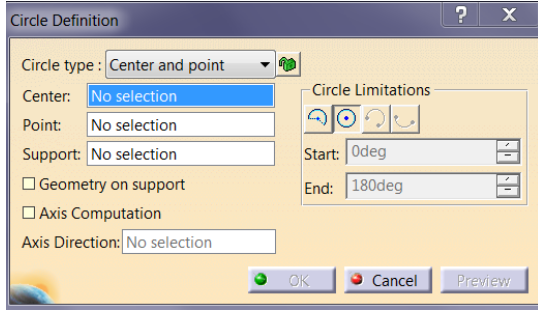 Circle Definition ? X
Circle type : Center and point
Center: No selection
Point: No selection
Support: No selection
Geometry on support
Axis Computation
Axis Direction: No selection
Circle Limitations
Start: 0deg
End: 180deg
OK Cancel Preview